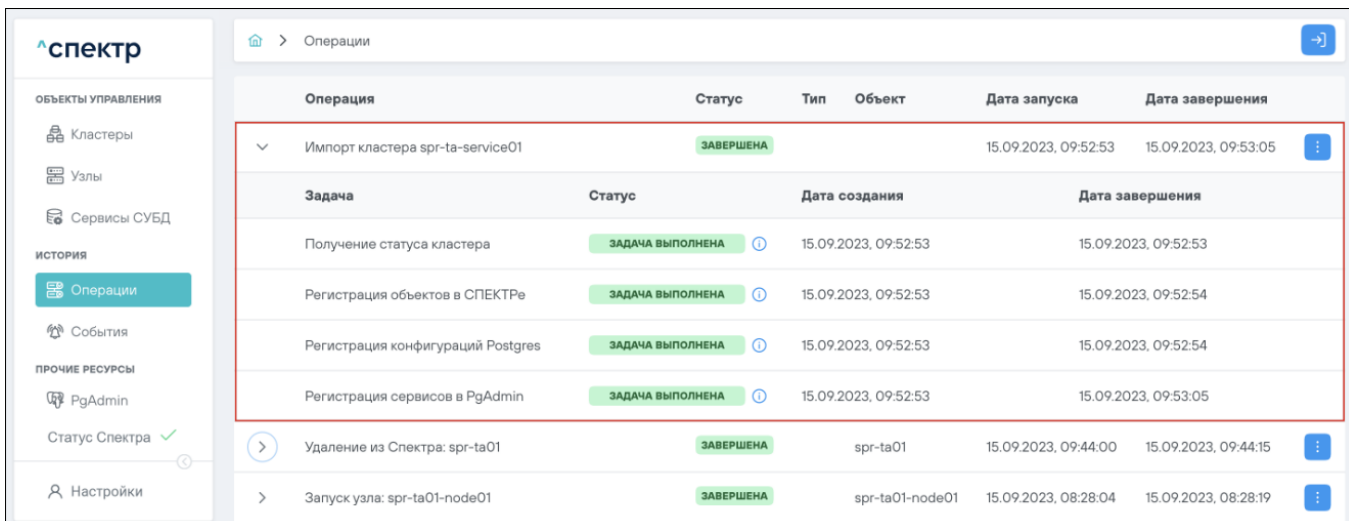 ^спектр
ОБЪЕКТЫ УПРАВЛЕНИЯ
Кластеры
Узлы
Сервисы СУБД
ИСТОРИЯ
Операции
События
ПРОЧИЕ РЕСУРСЫ
PgAdmin
Статус Спектра
Настройки
> Операции
Операция Статус Тип Объект Дата запуска Дата завершения
Импорт кластера spr-ta-service01 ЗАВЕРШЕНА 15.09.2023, 09:52:53 15.09.2023, 09:53:05
Задача Статус Дата создания Дата завершения
Получение статуса кластера ЗАДАЧА ВЫПОЛНЕНА 15.09.2023, 09:52:53 15.09.2023, 09:52:53
Регистрация объектов в СПЕКТРе ЗАДАЧА ВЫПОЛНЕНА 15.09.2023, 09:52:53 15.09.2023, 09:52:54
Регистрация конфигураций Postgres ЗАДАЧА ВЫПОЛНЕНА 15.09.2023, 09:52:53 15.09.2023, 09:52:54
Регистрация сервисов в PgAdmin ЗАДАЧА ВЫПОЛНЕНА 15.09.2023, 09:52:53 15.09.2023, 09:53:05
Удаление из Спектра: spr-ta01 ЗАВЕРШЕНА spr-ta01 15.09.2023, 09:44:00 15.09.2023, 09:44:15
Запуск узла: spr-ta01-node01 ЗАВЕРШЕНА spr-ta01-node01 15.09.2023, 08:28:04 15.09.2023, 08:28:19